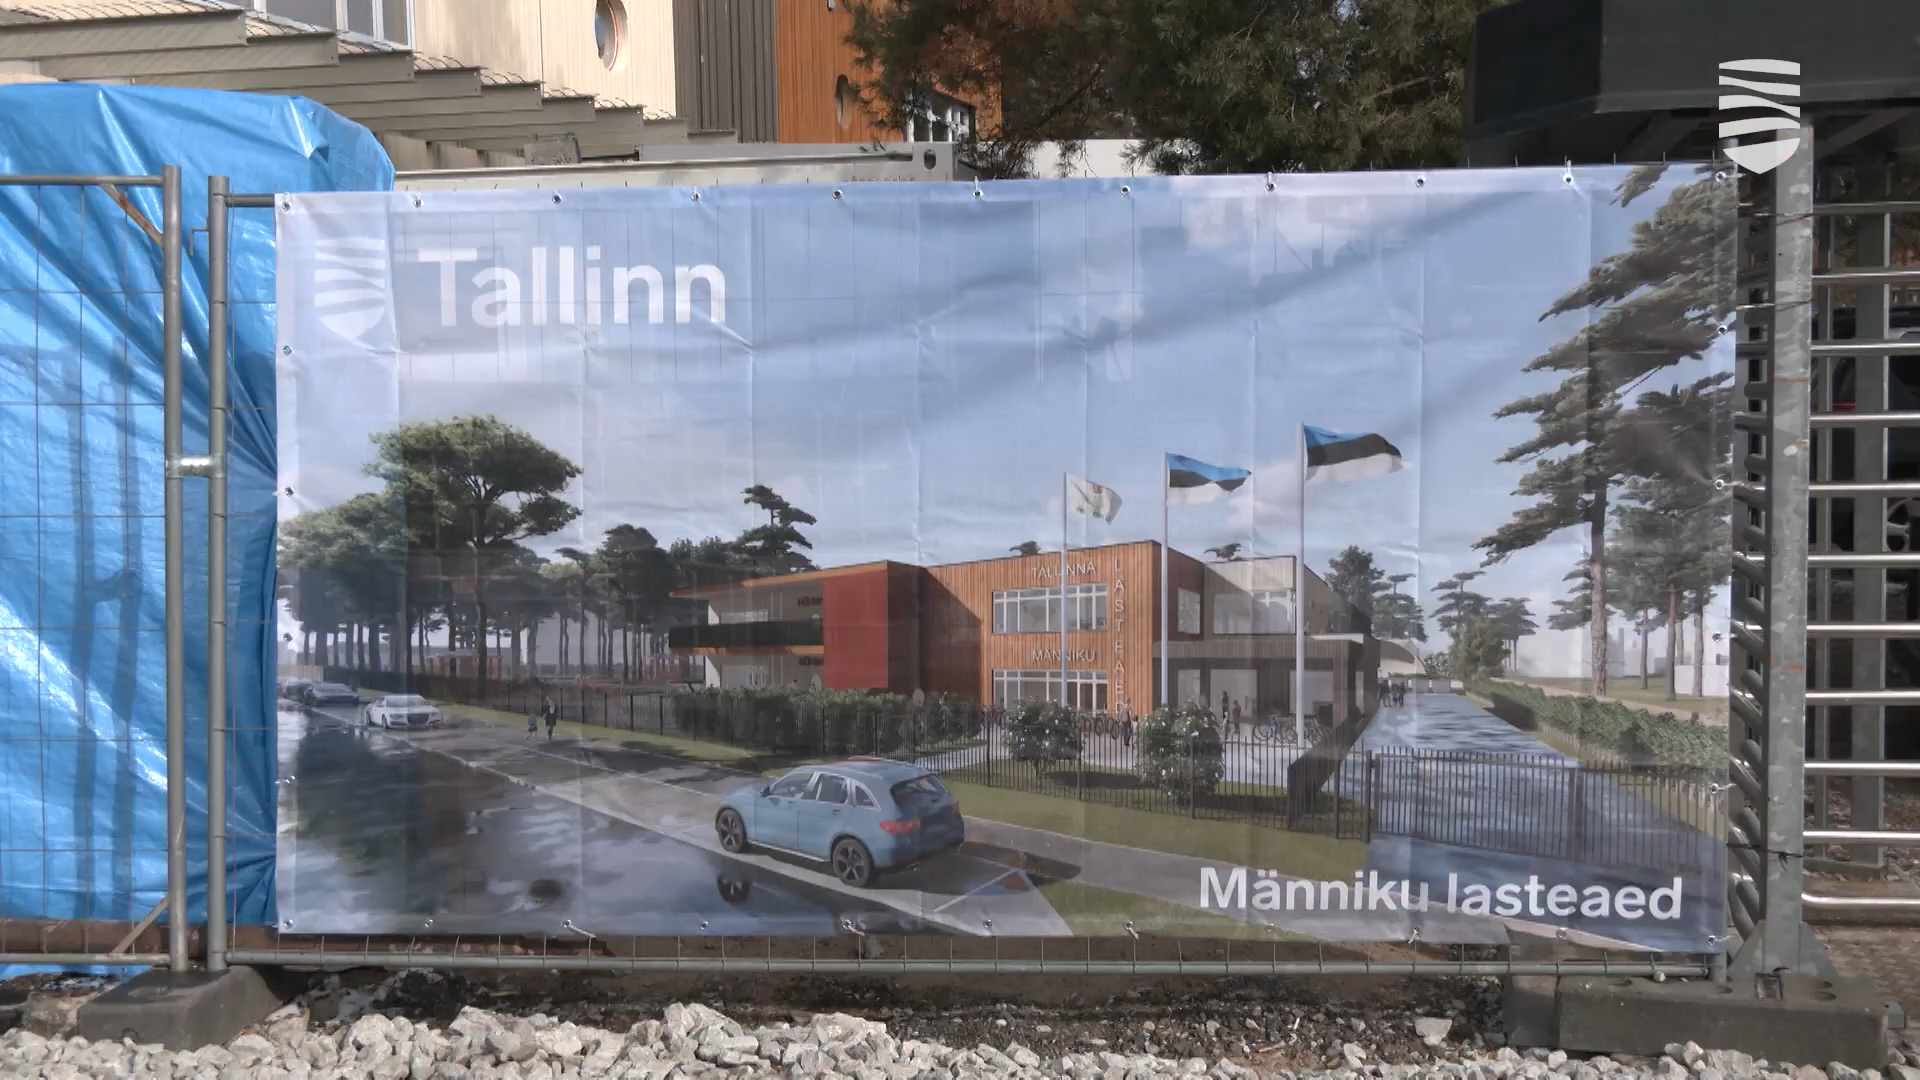 Tallinn
TALLINNA
LASTEAED
MÄNNIKU
Männiku lasteaed